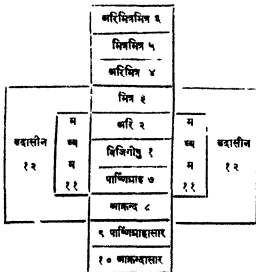 अरिमित्रमित्र ६
मित्रमित्र ५
अरिमित्र ४
मित्र ३
अरि २
विजिगीषु १
पार्ष्णिग्राह ७
आक्रन्द ८
९ पार्ष्णिग्राहासार
१० आक्रन्दासार
म
ध्य
म
११
उदासीन
१२
म
ध्य
म
११
उदासीन
१२